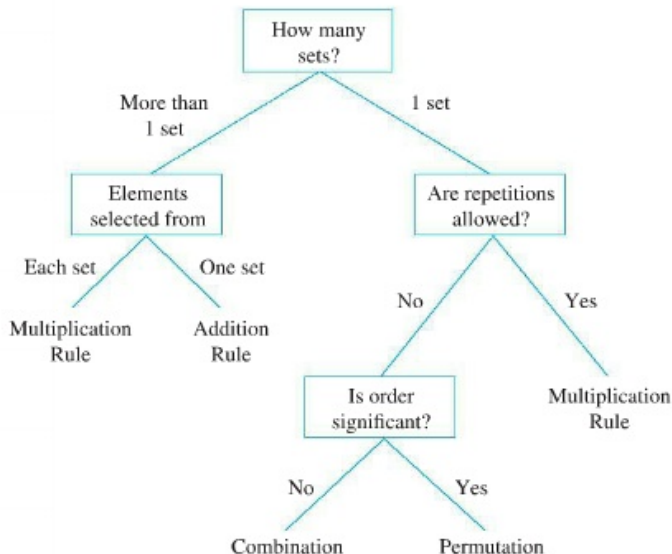 How many
sets?
More than
1 set
1 set
Elements
selected from
Are repetitions
allowed?
Each set
One set
No
Yes
Multiplication
Rule
Addition
Rule
Is order
significant?
Multiplication
Rule
No
Yes
Combination
Permutation